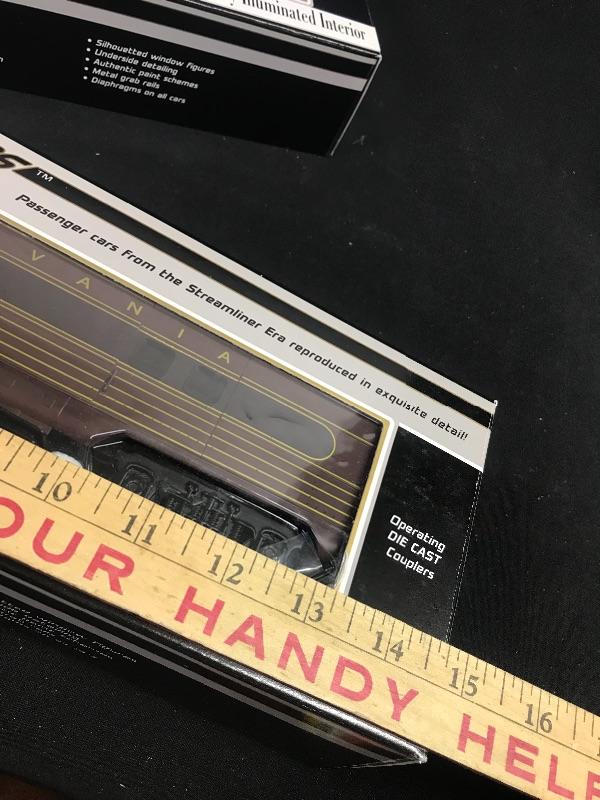 Illuminated Interior
• Silhouetted window figures
• Underside detailing
• Authentic paint schemes
• Metal grab rails
• Diaphragms on all cars
TM
Passenger cars from the Streamliner Era reproduced in exquisite detail!
VANIA
Operating
DIE CAST
Couplers
10 11 12 13 14 15 16
OUR HANDY HELP